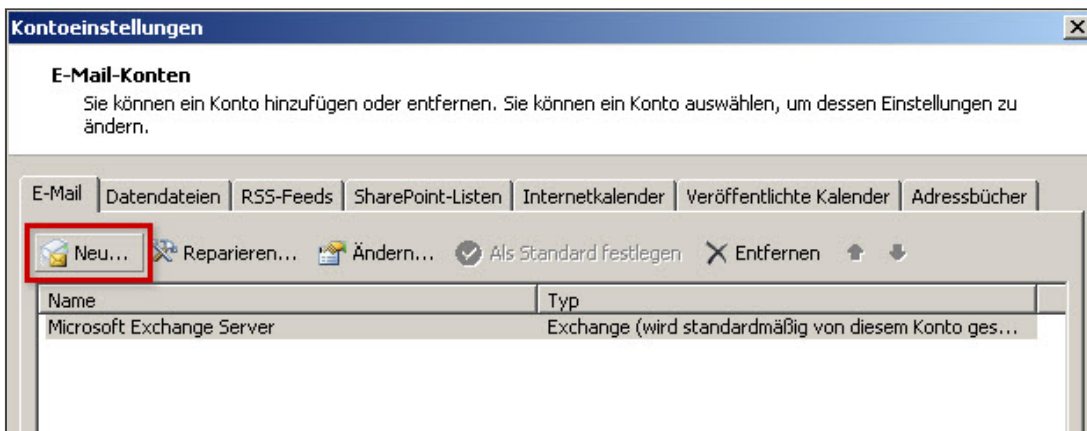 Kontoeinstellungen
E-Mail-Konten
Sie können ein Konto hinzufügen oder entfernen. Sie können ein Konto auswählen, um dessen Einstellungen zu
ändern.
E-Mail Datendateien RSS-Feeds SharePoint-Listen Internetkalender Veröffentlichte Kalender Adressbücher
Neu... Reparieren... Ändern... Als Standard festlegen Entfernen
Name Typ
Microsoft Exchange Server Exchange (wird standardmäßig von diesem Konto ges...